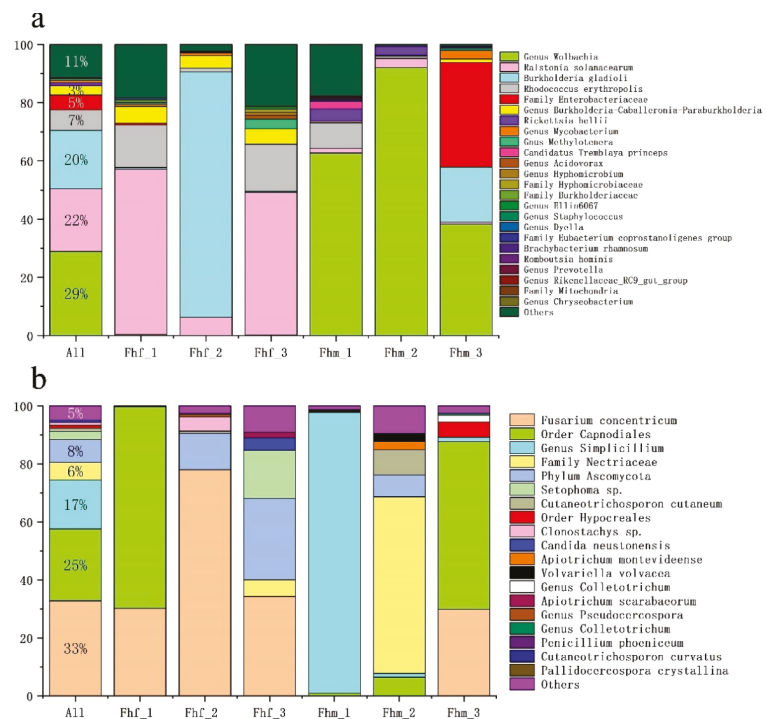 a
100
80
60
40
20
0
11%
3%
5%
7%
20%
22%
29%
All
Fhf_1
Fhf_2
Fhf_3
Fhm_1
Fhm_2
Fhm_3
Genus Wolbachia
Ralstonia solanacearum
Burkholderia gladioli
Rhodococcus erythropolis
Family Enterobacteriaceae
Genus Burkholderia-Caballeronia-Paraburkholderia
Rickettsia bellii
Genus Mycobacterium
Gnus Methylotenera
Candidatus Tremblaya princeps
Genus Acidovorax
Genus Hyphomicrobium
Family Hyphomicrobiaceae
Family Burkholderiaceae
Genus Ellin6067
Genus Staphylococcus
Genus Dyella
Family Eubacterium coprostanoligenes group
Brachybacterium rhamnosum
Romboutsia hominis
Genus Prevotella
Genus Rikenellaceae_RC9_gut_group
Family Mitochondria
Genus Chryseobacterium
Others
b
100
80
60
40
20
0
5%
8%
6%
17%
25%
33%
All
Fhf_1
Fhf_2
Fhf_3
Fhm_1
Fhm_2
Fhm_3
Fusarium concentricum
Order Capnodiales
Genus Simplicillium
Family Nectriaceae
Phylum Ascomycota
Setophoma sp.
Cutaneotrichosporon cutaneum
Order Hypocreales
Clonostachys sp.
Candida neustonensis
Apiotrichum montevideense
Volvariella volvacea
Genus Colletotrichum
Apiotrichum scarabaeorum
Genus Pseudocercospora
Genus Colletotrichum
Penicillium phoeniceum
Cutaneotrichosporon curvatus
Pallidocercospora crystallina
Others